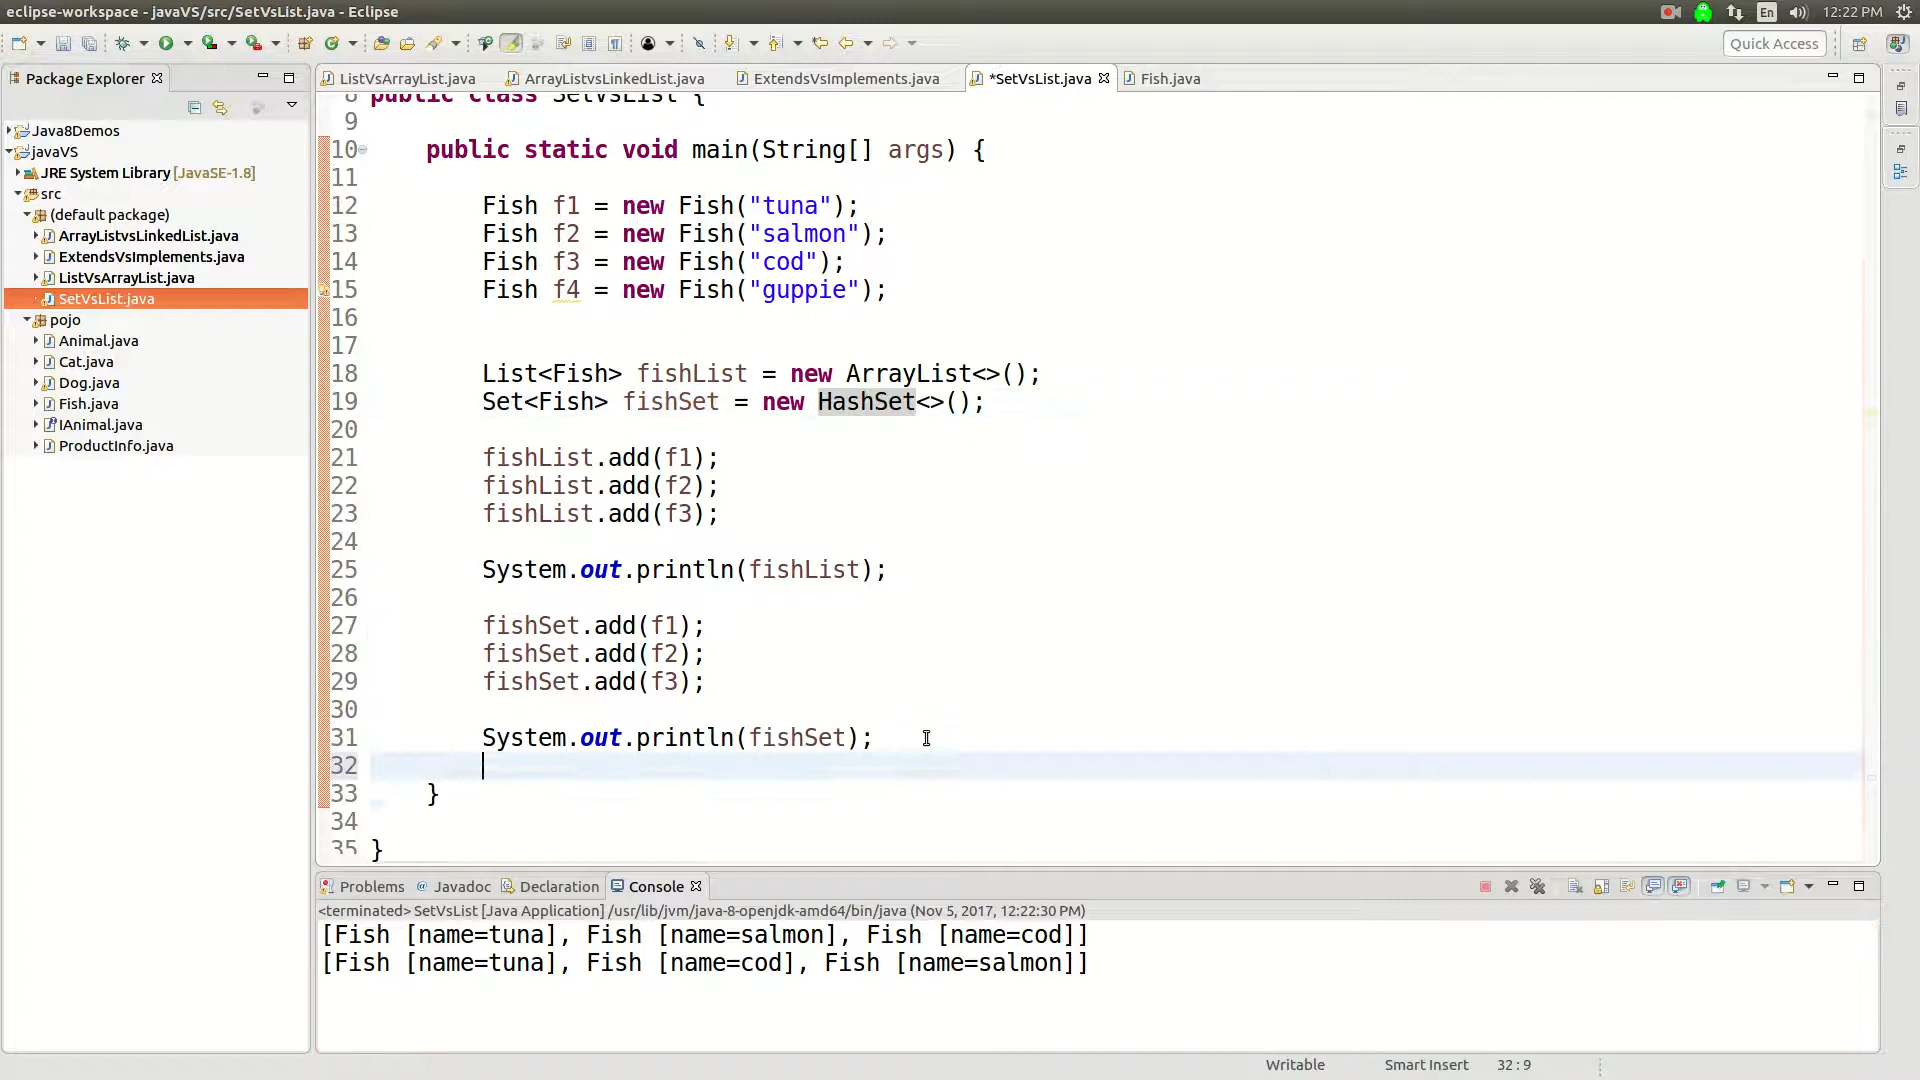 eclipse-workspace - javaVS/src/SetVsList.java - Eclipse
En 12:22 PM
Quick Access
Package Explorer
ListVsArrayList.java ArrayListvsLinkedList.java ExtendsVsImplements.java *SetVsList.java Fish.java
Java8Demos
javaVS
JRE System Library [JavaSE-1.8]
src
(default package)
ArrayListvsLinkedList.java
ExtendsVsImplements.java
ListVsArrayList.java
SetVsList.java
pojo
Animal.java
Cat.java
Dog.java
Fish.java
IAnimal.java
ProductInfo.java
8 public class SetVsList {
9
10 public static void main(String[] args) {
11
12 Fish f1 = new Fish("tuna");
13 Fish f2 = new Fish("salmon");
14 Fish f3 = new Fish("cod");
15 Fish f4 = new Fish("guppie");
16
17
18 List<Fish> fishList = new ArrayList<>();
19 Set<Fish> fishSet = new HashSet<>();
20
21 fishList.add(f1);
22 fishList.add(f2);
23 fishList.add(f3);
24
25 System.out.println(fishList);
26
27 fishSet.add(f1);
28 fishSet.add(f2);
29 fishSet.add(f3);
30
31 System.out.println(fishSet);
32
33 }
34
35 }
Problems @ Javadoc Declaration Console
<terminated> SetVsList [Java Application] /usr/lib/jvm/java-8-openjdk-amd64/bin/java (Nov 5, 2017, 12:22:30 PM)
[Fish [name=tuna], Fish [name=salmon], Fish [name=cod]]
[Fish [name=tuna], Fish [name=cod], Fish [name=salmon]]
Writable Smart Insert 32 : 9